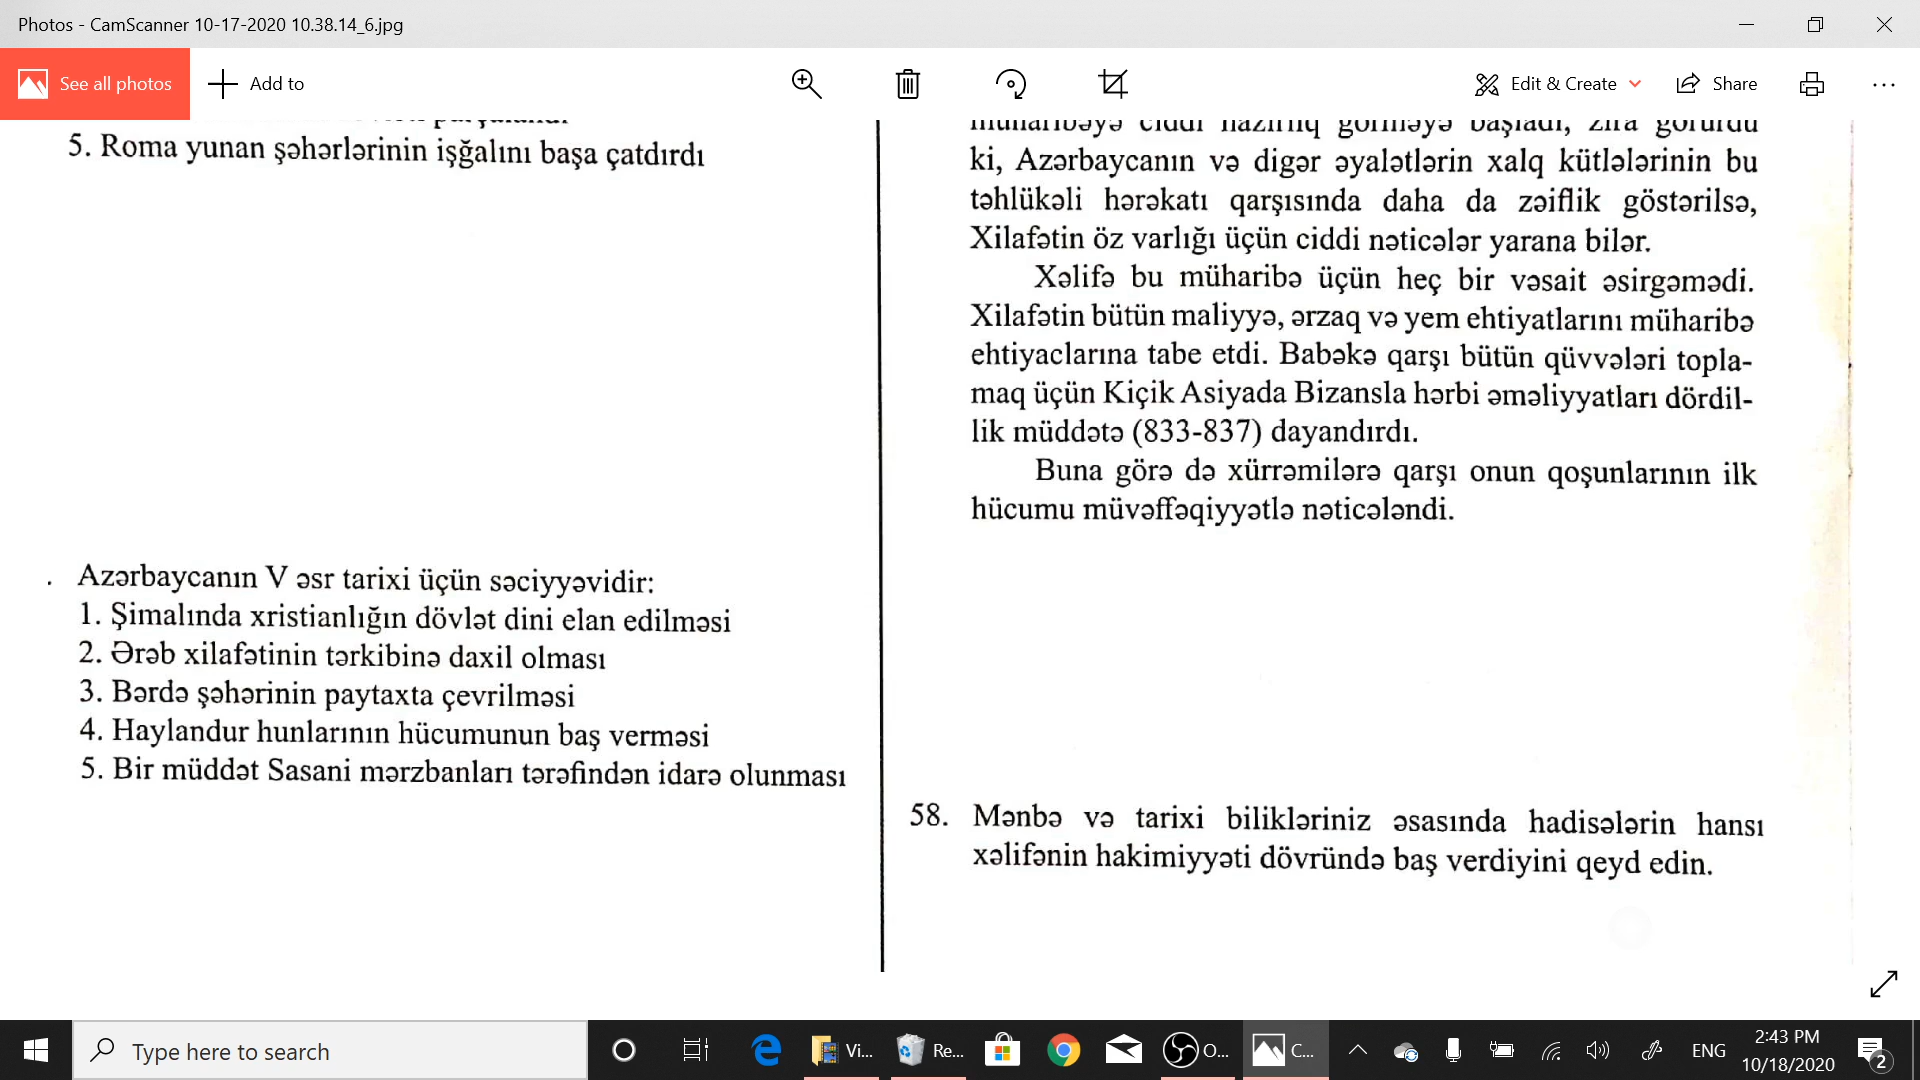 Photos - CamScanner 10-17-2020 10.38.14_6.jpg
See all photos
Add to
Edit & Create
Share
5. Roma yunan şəhərlərinin işğalını başa çatdırdı
. Azərbaycanın V əsr tarixi üçün səciyyəvidir:
1. Şimalında xristianlığın dövlət dini elan edilməsi
2. Ərəb xilafətinin tərkibinə daxil olması
3. Bərdə şəhərinin paytaxta çevrilməsi
4. Haylandur hunlarının hücumunun baş verməsi
5. Bir müddət Sasani mərzbanları tərəfindən idarə olunması
müharibəyə ciddi hazırlıq görməyə başladı, zira görürdü
ki, Azərbaycanın və digər əyalətlərin xalq kütlələrinin bu
təhlükəli hərəkatı qarşısında daha da zəiflik göstərilsə,
Xilafətin öz varlığı üçün ciddi nəticələr yarana bilər.
Xəlifə bu müharibə üçün heç bir vəsait əsirgəmədi.
Xilafətin bütün maliyyə, ərzaq və yem ehtiyatlarını müharibə
ehtiyaclarına tabe etdi. Babəkə qarşı bütün qüvvələri topla-
maq üçün Kiçik Asiyada Bizansla hərbi əməliyyatları dördil-
lik müddətə (833-837) dayandırdı.
Buna görə də xürrəmilərə qarşı onun qoşunlarının ilk
hücumu müvəffəqiyyətlə nəticələndi.
58. Mənbə və tarixi bilikləriniz əsasında hadisələrin hansı
xəlifənin hakimiyyəti dövründə baş verdiyini qeyd edin.
Type here to search
Vi...
Re...
O...
C...
ENG
2:43 PM
10/18/2020
2